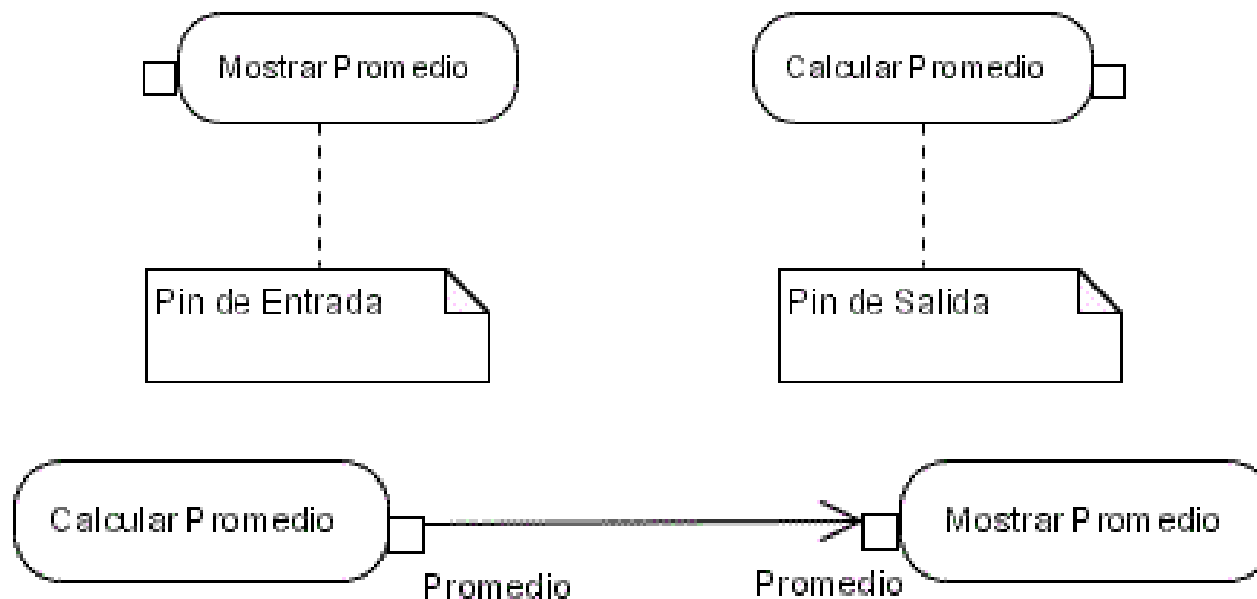 Mostrar Promedio
Calcular Promedio
Pin de Entrada
Pin de Salida
Calcular Promedio
Mostrar Promedio
Promedio
Promedio